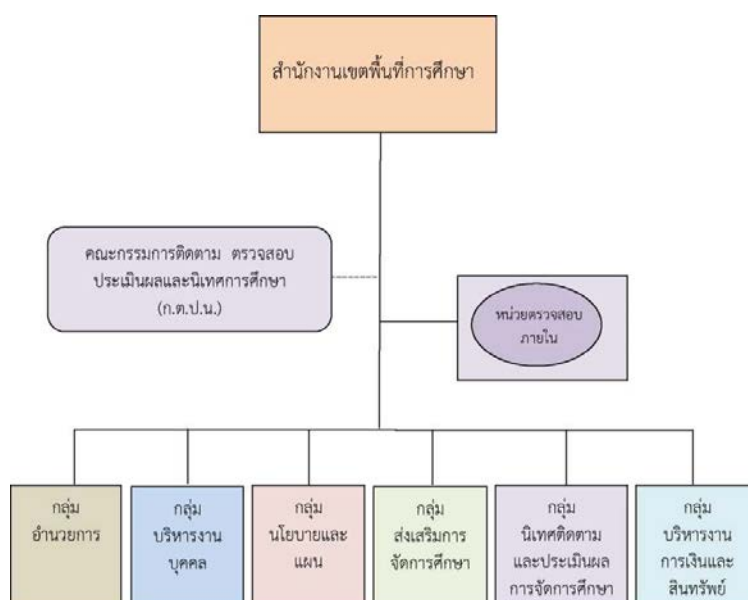 สำนักงานเขตพื้นที่การศึกษา
คณะกรรมการติดตาม ตรวจสอบ
ประเมินผลและนิเทศการศึกษา
(ก.ต.ป.น.)
หน่วยตรวจสอบ
ภายใน
กลุ่ม
อำนวยการ
กลุ่ม
บริหารงาน
บุคคล
กลุ่ม
นโยบายและ
แผน
กลุ่ม
ส่งเสริมการ
จัดการศึกษา
กลุ่ม
นิเทศติดตาม
และประเมินผล
การจัดการศึกษา
กลุ่ม
บริหารงาน
การเงินและ
สินทรัพย์